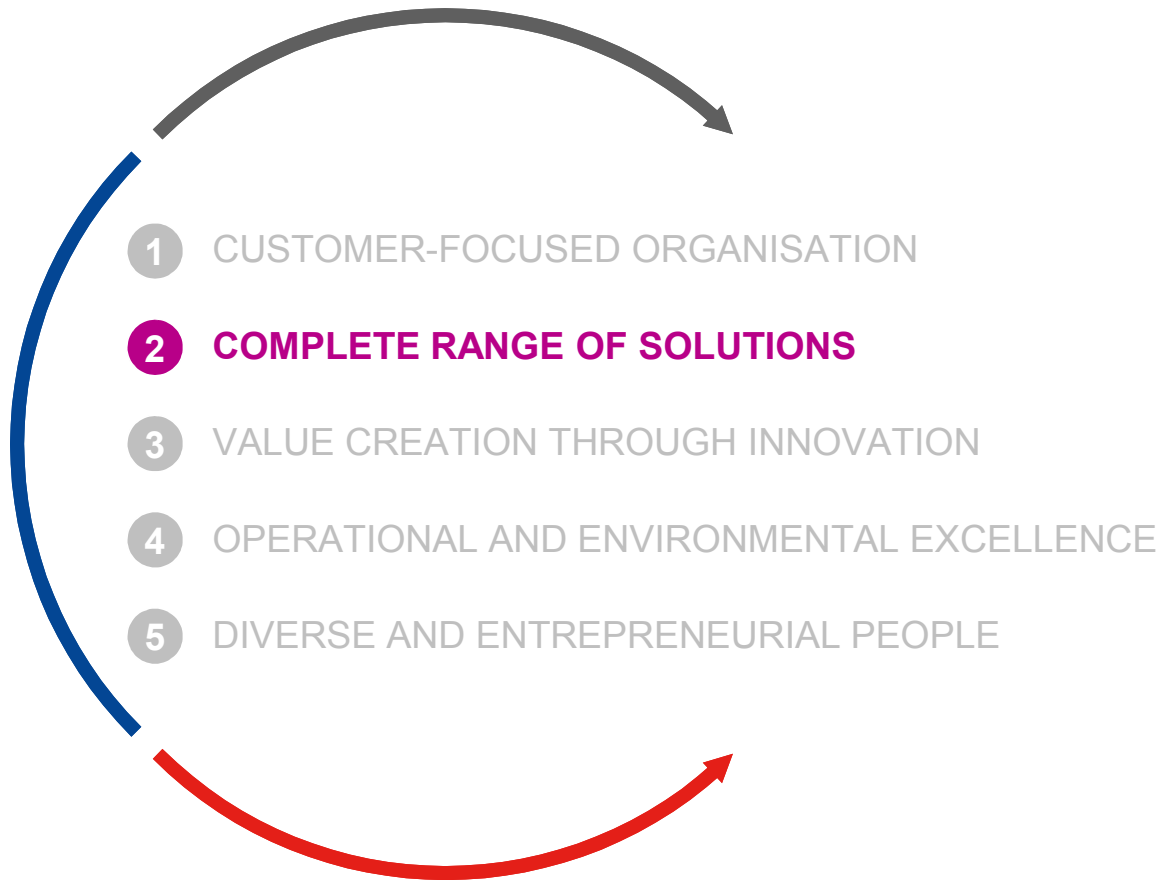 1 CUSTOMER-FOCUSED ORGANISATION
2 COMPLETE RANGE OF SOLUTIONS
3 VALUE CREATION THROUGH INNOVATION
4 OPERATIONAL AND ENVIRONMENTAL EXCELLENCE
5 DIVERSE AND ENTREPRENEURIAL PEOPLE